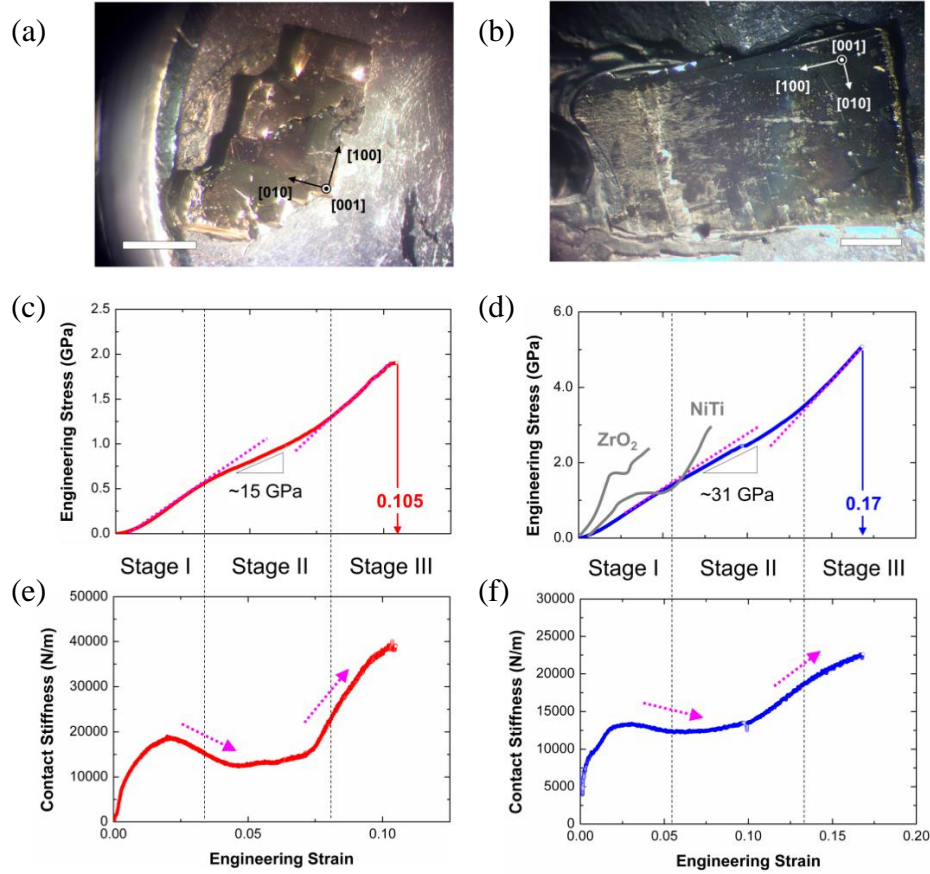 (a)
[100]
[010]
[001]
(b)
[001]
[100]
[010]
(c)
Engineering Stress (GPa)
2.5
2.0
1.5
1.0
0.5
0.0
~15 GPa
0.105
(d)
Engineering Stress (GPa)
6.0
4.0
2.0
0.0
ZrO₂
NiTi
~31 GPa
0.17
Stage I
Stage II
Stage III
Stage I
Stage II
Stage III
(e)
Contact Stiffness (N/m)
50000
40000
30000
20000
10000
0
0.00
0.05
0.10
Engineering Strain
(f)
Contact Stiffness (N/m)
30000
25000
20000
15000
10000
5000
0
0.00
0.05
0.10
0.15
0.20
Engineering Strain